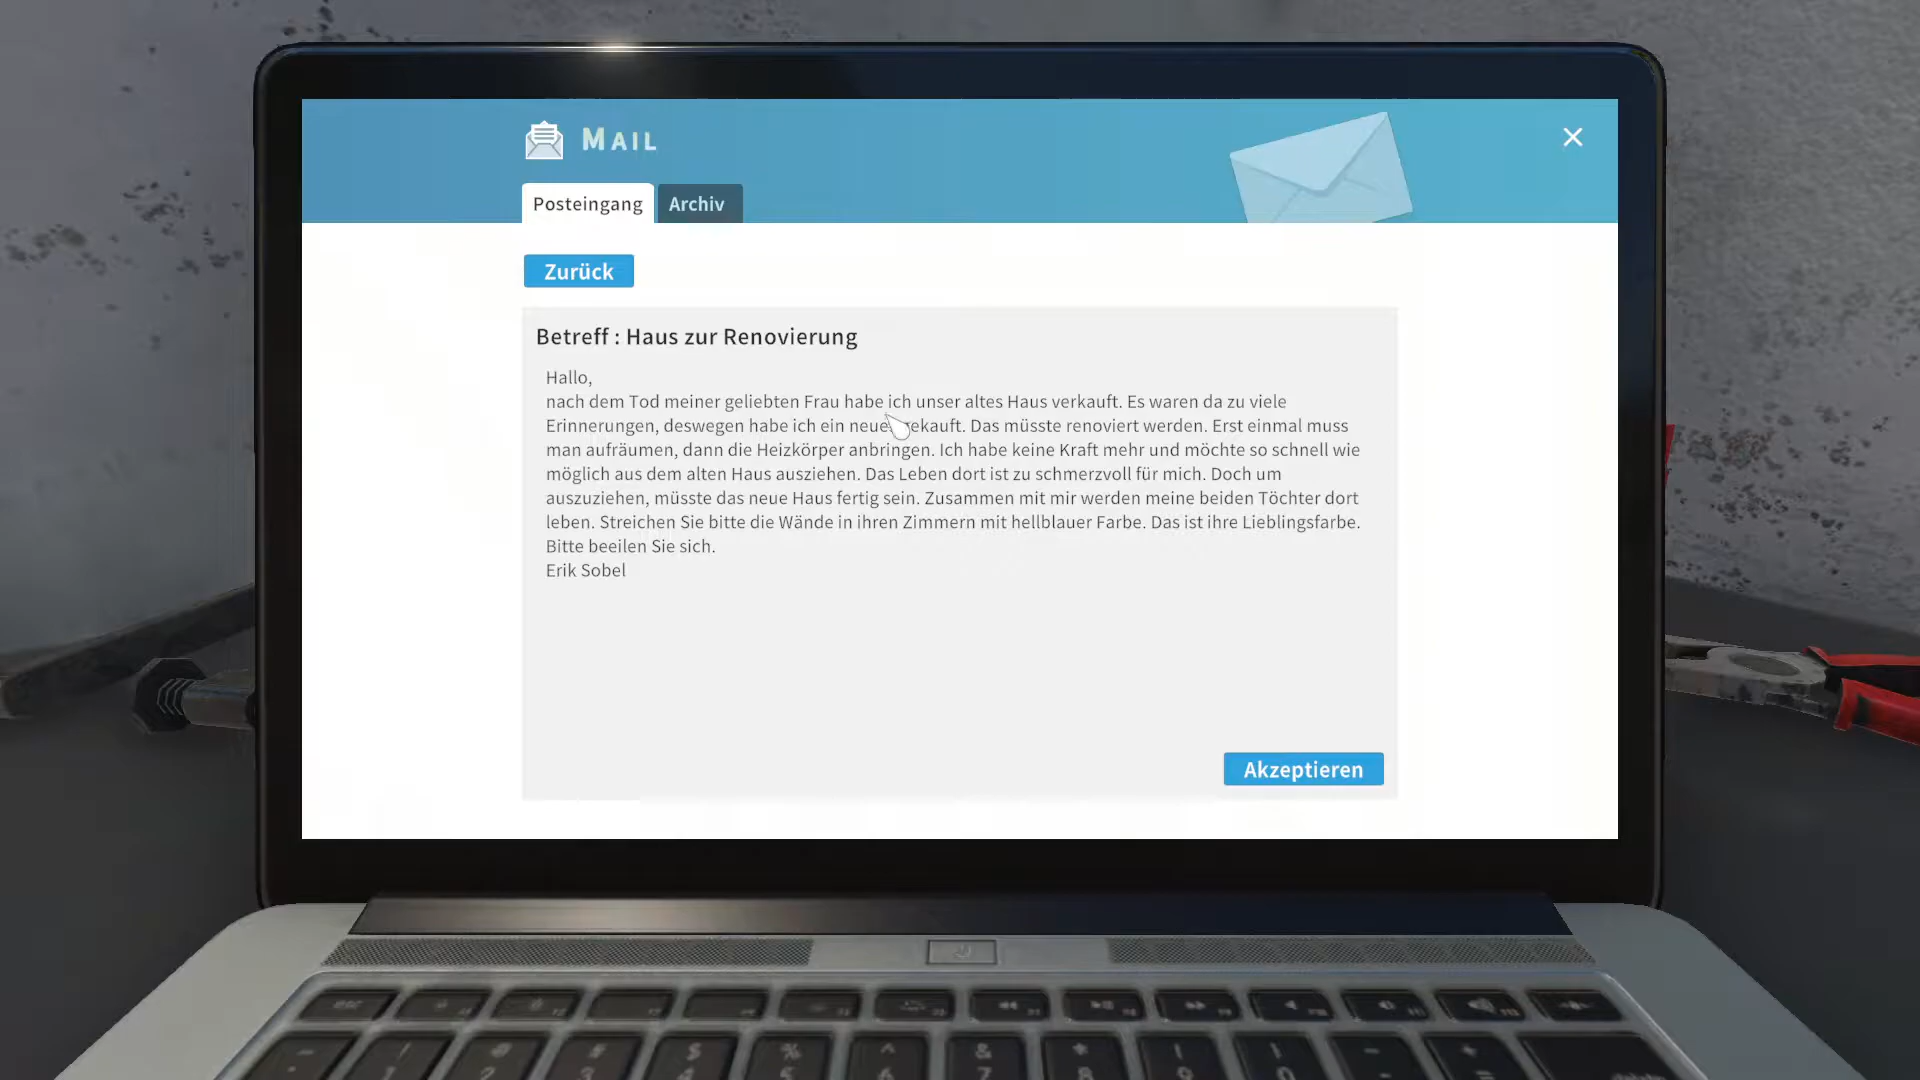 MAIL
Posteingang Archiv
Zurück
Betreff : Haus zur Renovierung
Hallo,
nach dem Tod meiner geliebten Frau habe ich unser altes Haus verkauft. Es waren da zu viele
Erinnerungen, deswegen habe ich ein neues gekauft. Das müsste renoviert werden. Erst einmal muss
man aufräumen, dann die Heizkörper anbringen. Ich habe keine Kraft mehr und möchte so schnell wie
möglich aus dem alten Haus ausziehen. Das Leben dort ist zu schmerzvoll für mich. Doch um
auszuziehen, müsste das neue Haus fertig sein. Zusammen mit mir werden meine beiden Töchter dort
leben. Streichen Sie bitte die Wände in ihren Zimmern mit hellblauer Farbe. Das ist ihre Lieblingsfarbe.
Bitte beeilen Sie sich.
Erik Sobel
Akzeptieren